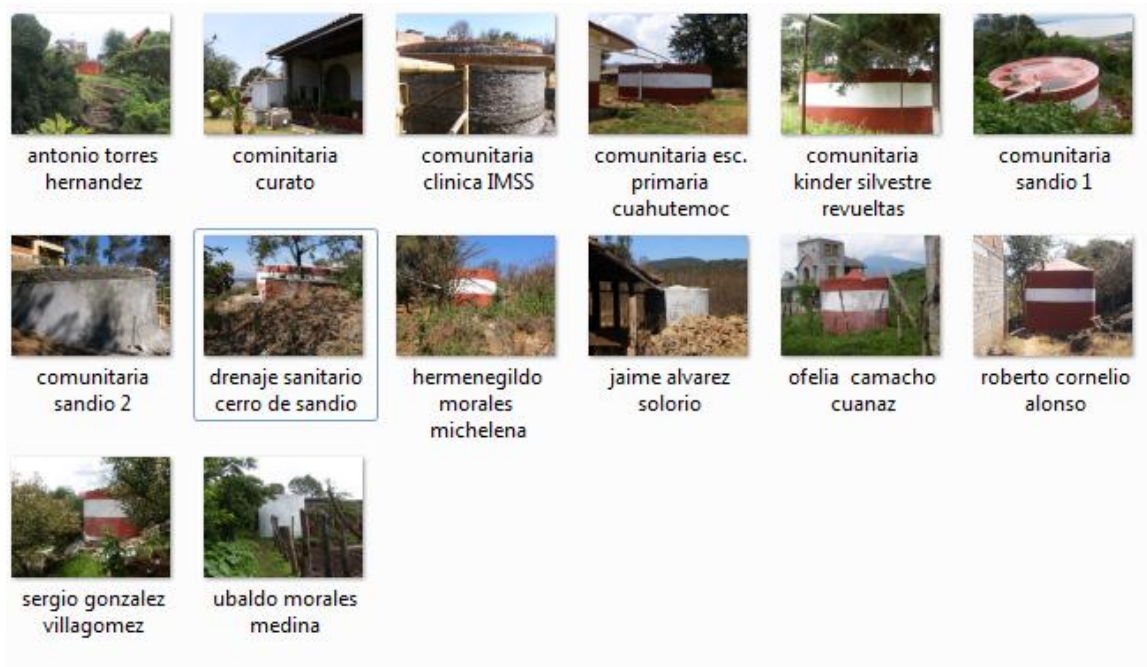 antonio torres
hernandez
cominitaria
curato
comunitaria
clinica IMSS
comunitaria esc.
primaria
cuahutemoc
comunitaria
kinder silvestre
revueltas
comunitaria
sandio 1
comunitaria
sandio 2
drenaje sanitario
cerro de sandio
hermenegildo
morales
michelena
jaime alvarez
solorio
ofelia  camacho
cuanaz
roberto cornelio
alonso
sergio gonzalez
villagomez
ubaldo morales
medina